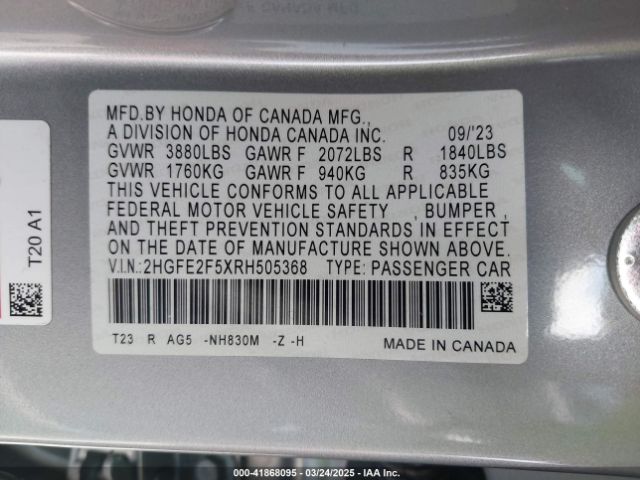 MFD.BY HONDA OF CANADA MFG.,
A DIVISION OF HONDA CANADA INC. 09/'23
GVWR 3880LBS GAWR F 2072LBS R 1840LBS
GVWR 1760KG GAWR F 940KG R 835KG
THIS VEHICLE CONFORMS TO ALL APPLICABLE
FEDERAL MOTOR VEHICLE SAFETY , BUMPER ,
AND THEFT PREVENTION STANDARDS IN EFFECT
ON THE DATE OF MANUFACTURE SHOWN ABOVE.
V.I.N.:2HGFE2F5XRH505368 TYPE: PASSENGER CAR
T23 R AG5 -NH830M -Z -H
MADE IN CANADA
T20 A1
00-41868095 - 03/24/2025 - IAA Inc.